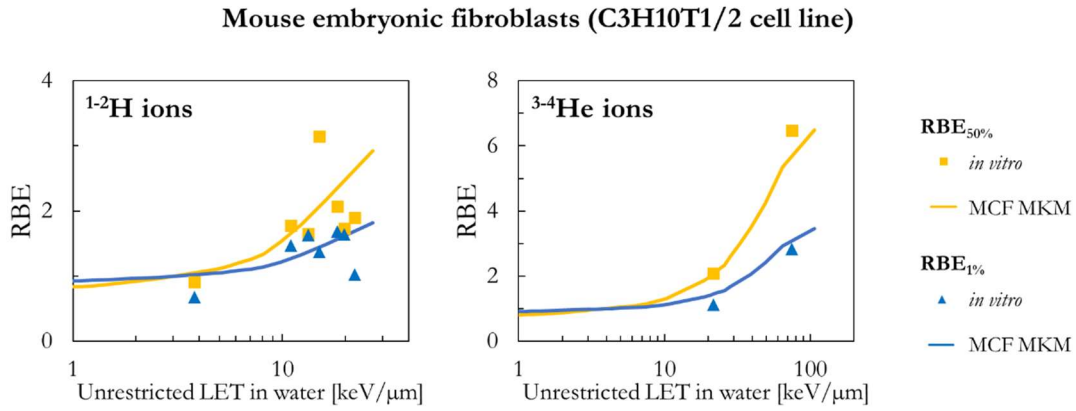 Mouse embryonic fibroblasts (C3H10T1/2 cell line)
4
2
0
RBE
1-2H ions
1
10
Unrestricted LET in water [keV/μm]
8
6
4
2
0
RBE
3-4He ions
1
10
100
Unrestricted LET in water [keV/μm]
RBE50%
in vitro
MCF MKM
RBE1%
in vitro
MCF MKM